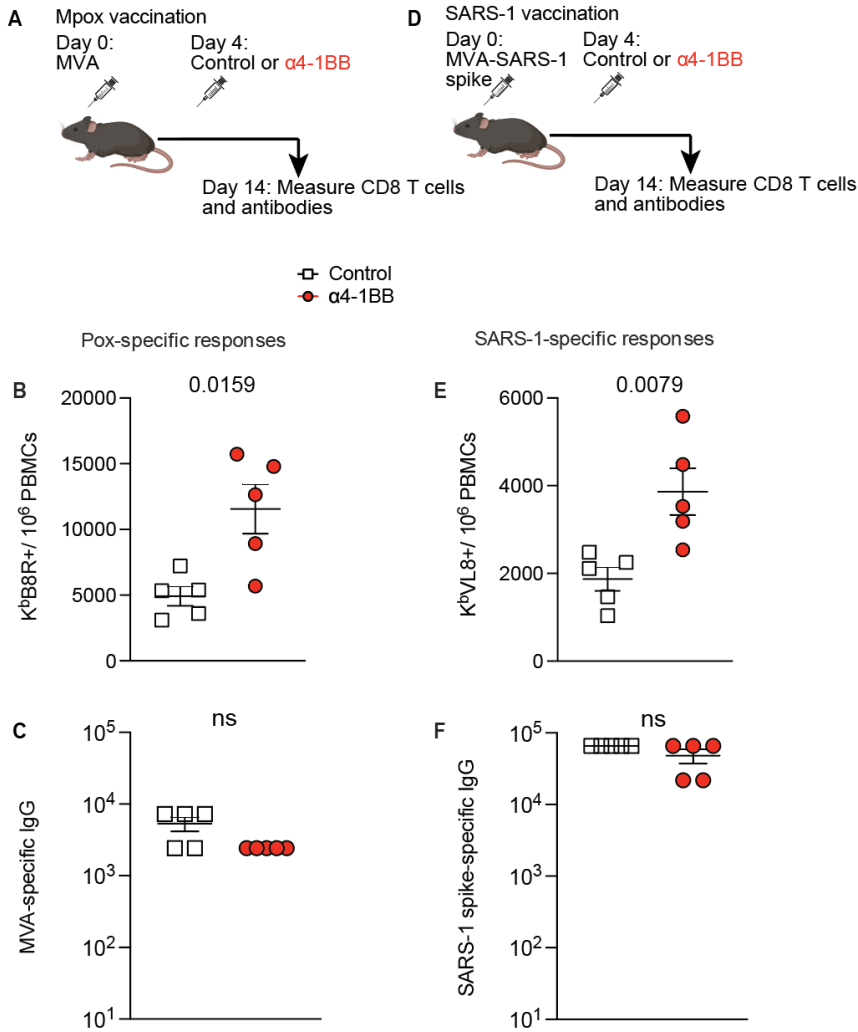 A
Mpox vaccination
Day 0:
MVA
Day 4:
Control or α4-1BB
Day 14: Measure CD8 T cells
and antibodies
D
SARS-1 vaccination
Day 0:
MVA-SARS-1
spike
Day 4:
Control or α4-1BB
Day 14: Measure CD8 T cells
and antibodies
Control
α4-1BB
Pox-specific responses
B
0.0159
KᵇB8R+/ 10⁶ PBMCs
20000
15000
10000
5000
0
C
ns
MVA-specific IgG
10⁵
10⁴
10³
10²
10¹
SARS-1-specific responses
E
0.0079
KᵇVL8+/ 10⁶ PBMCs
6000
4000
2000
0
F
ns
SARS-1 spike-specific IgG
10⁵
10⁴
10³
10²
10¹